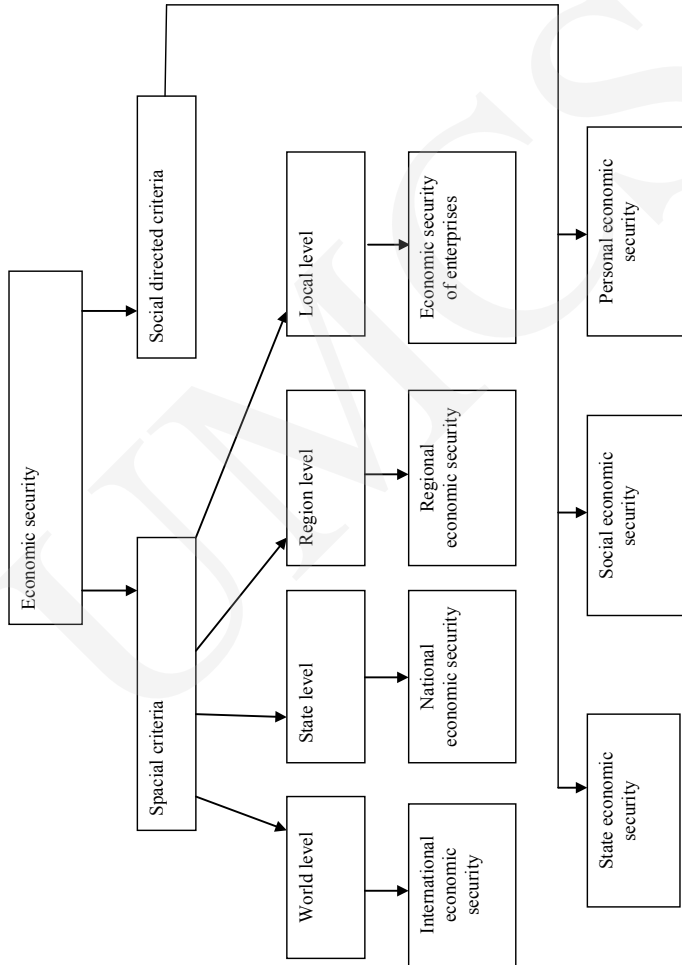 Economic security
Spacial criteria
Social directed criteria
World level
State level
Region level
Local level
International
economic
security
National
economic security
Regional
economic security
Economic security
of enterprises
State economic
security
Social economic
security
Personal economic
security
UMCS